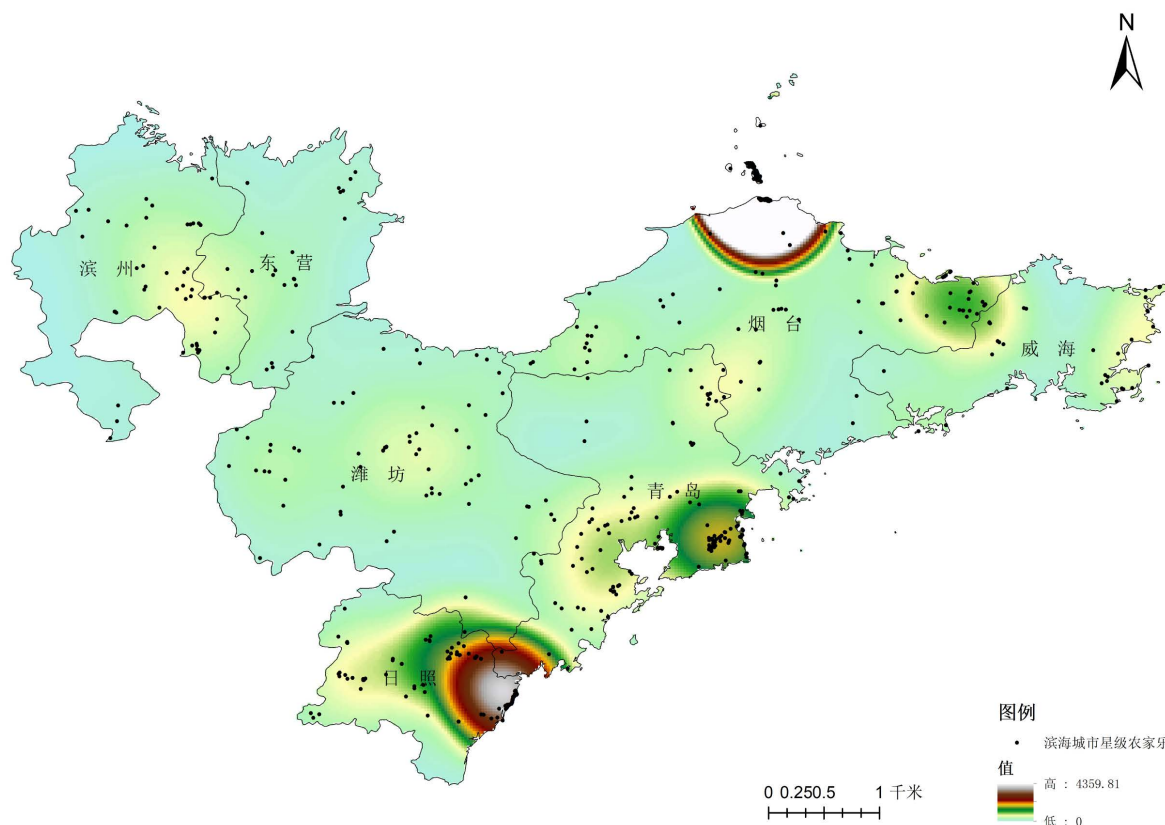 N
滨 州
东 营
烟 台
威 海
潍 坊
青 岛
日 照
图例
滨海城市星级农家乐
值
高 : 4359.81
低 : 0
0 0.250.5 1 千米